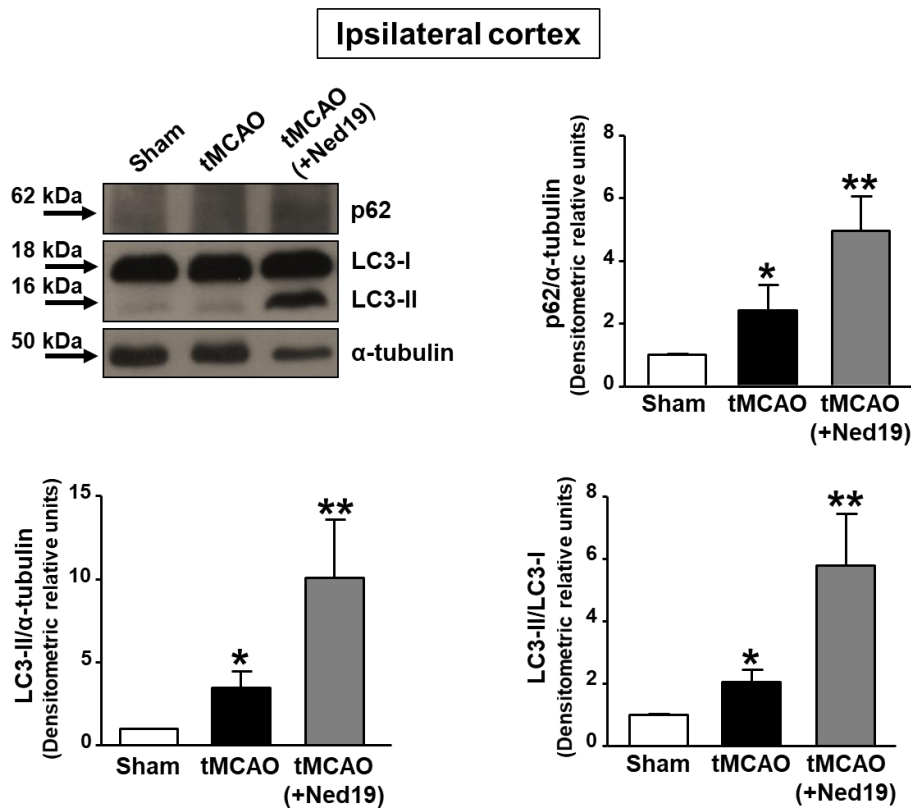 Ipsilateral cortex
Sham
tMCAO
tMCAO
(+Ned19)
62 kDa
p62
18 kDa
LC3-I
16 kDa
LC3-II
50 kDa
α-tubulin
p62/α-tubulin
(Densitometric relative units)
8
6
4
2
0
*
**
Sham
tMCAO
tMCAO
(+Ned19)
LC3-II/α-tubulin
(Densitometric relative units)
15
10
5
0
*
**
Sham
tMCAO
tMCAO
(+Ned19)
LC3-II/LC3-I
(Densitometric relative units)
8
6
4
2
0
*
**
Sham
tMCAO
tMCAO
(+Ned19)